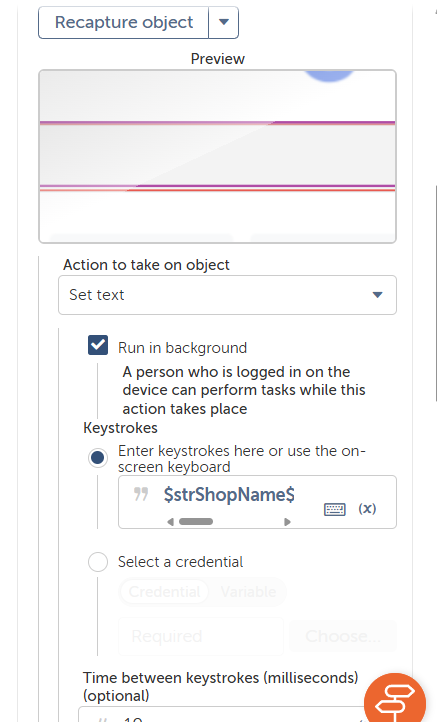 Recapture object
Preview
Action to take on object
Set text
Run in background
A person who is logged in on the
device can perform tasks while this
action takes place
Keystrokes
Enter keystrokes here or use the on-
screen keyboard
$strShopName$
(x)
Select a credential
Credential Variable
Required Choose...
Time between keystrokes (milliseconds)
(optional)
10